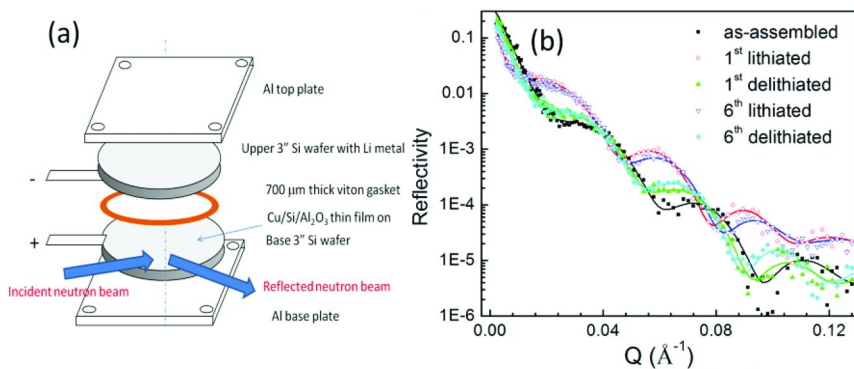 (a)
Al top plate
Upper 3” Si wafer with Li metal
-
700 µm thick viton gasket
Cu/Si/Al₂O₃ thin film on
+
Base 3” Si wafer
Incident neutron beam
Reflected neutron beam
Al base plate
(b)
as-assembled
1st lithiated
1st delithiated
6th lithiated
6th delithiated
Reflectivity
0.1
0.01
1E-3
1E-4
1E-5
1E-6
0.00
0.04
0.08
0.12
Q (Å⁻¹)